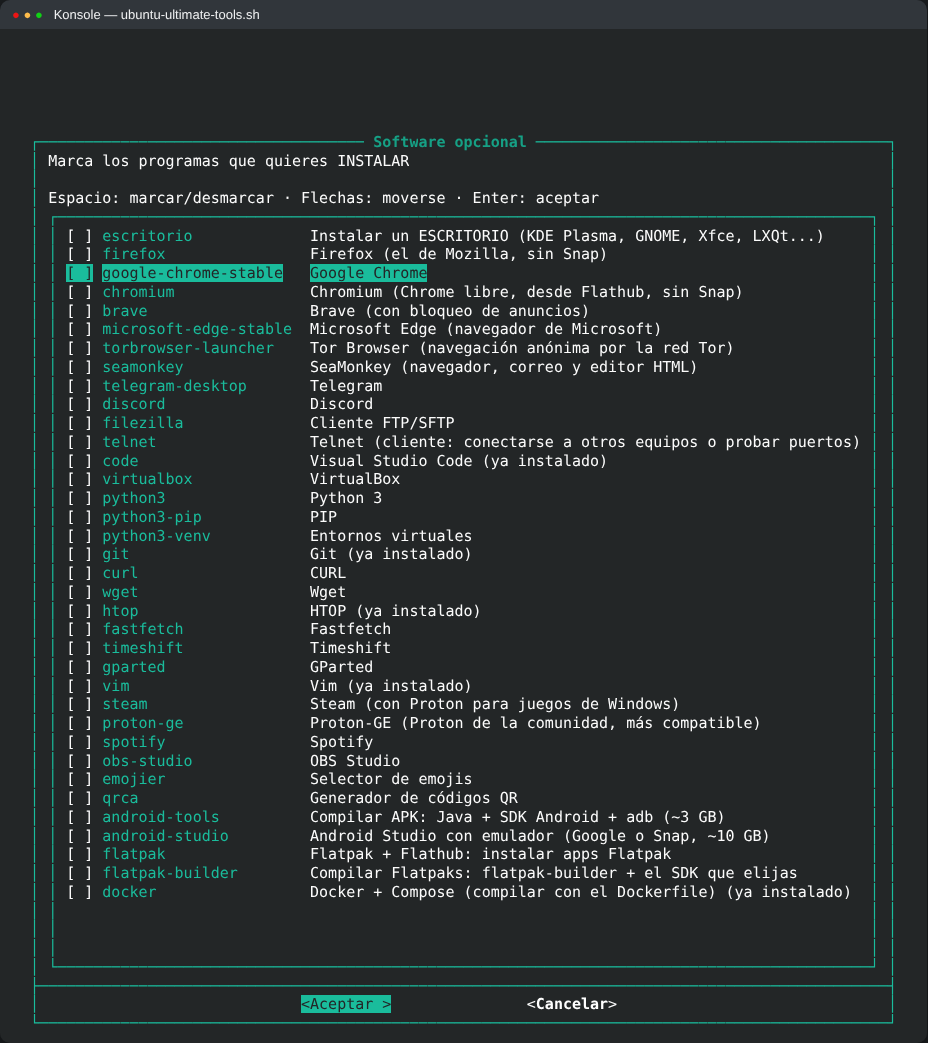 Konsole — ubuntu-ultimate-tools.sh
Software opcional
Marca los programas que quieres INSTALAR
Espacio: marcar/desmarcar · Flechas: moverse · Enter: aceptar
[ ] escritorio Instalar un ESCRITORIO (KDE Plasma, GNOME, Xfce, LXQt...)
[ ] firefox Firefox (el de Mozilla, sin Snap)
[ ] google-chrome-stable Google Chrome
[ ] chromium Chromium (Chrome libre, desde Flathub, sin Snap)
[ ] brave Brave (con bloqueo de anuncios)
[ ] microsoft-edge-stable Microsoft Edge (navegador de Microsoft)
[ ] torbrowser-launcher Tor Browser (navegación anónima por la red Tor)
[ ] seamonkey SeaMonkey (navegador, correo y editor HTML)
[ ] telegram-desktop Telegram
[ ] discord Discord
[ ] filezilla Cliente FTP/SFTP
[ ] telnet Telnet (cliente: conectarse a otros equipos o probar puertos)
[ ] code Visual Studio Code (ya instalado)
[ ] virtualbox VirtualBox
[ ] python3 Python 3
[ ] python3-pip PIP
[ ] python3-venv Entornos virtuales
[ ] git Git (ya instalado)
[ ] curl CURL
[ ] wget Wget
[ ] htop HTOP (ya instalado)
[ ] fastfetch Fastfetch
[ ] timeshift Timeshift
[ ] gparted GParted
[ ] vim Vim (ya instalado)
[ ] steam Steam (con Proton para juegos de Windows)
[ ] proton-ge Proton-GE (Proton de la comunidad, más compatible)
[ ] spotify Spotify
[ ] obs-studio OBS Studio
[ ] emojier Selector de emojis
[ ] qrca Generador de códigos QR
[ ] android-tools Compilar APK: Java + SDK Android + adb (~3 GB)
[ ] android-studio Android Studio con emulador (Google o Snap, ~10 GB)
[ ] flatpak Flatpak + Flathub: instalar apps Flatpak
[ ] flatpak-builder Compilar Flatpaks: flatpak-builder + el SDK que elijas
[ ] docker Docker + Compose (compilar con el Dockerfile) (ya instalado)
<Aceptar > <Cancelar>